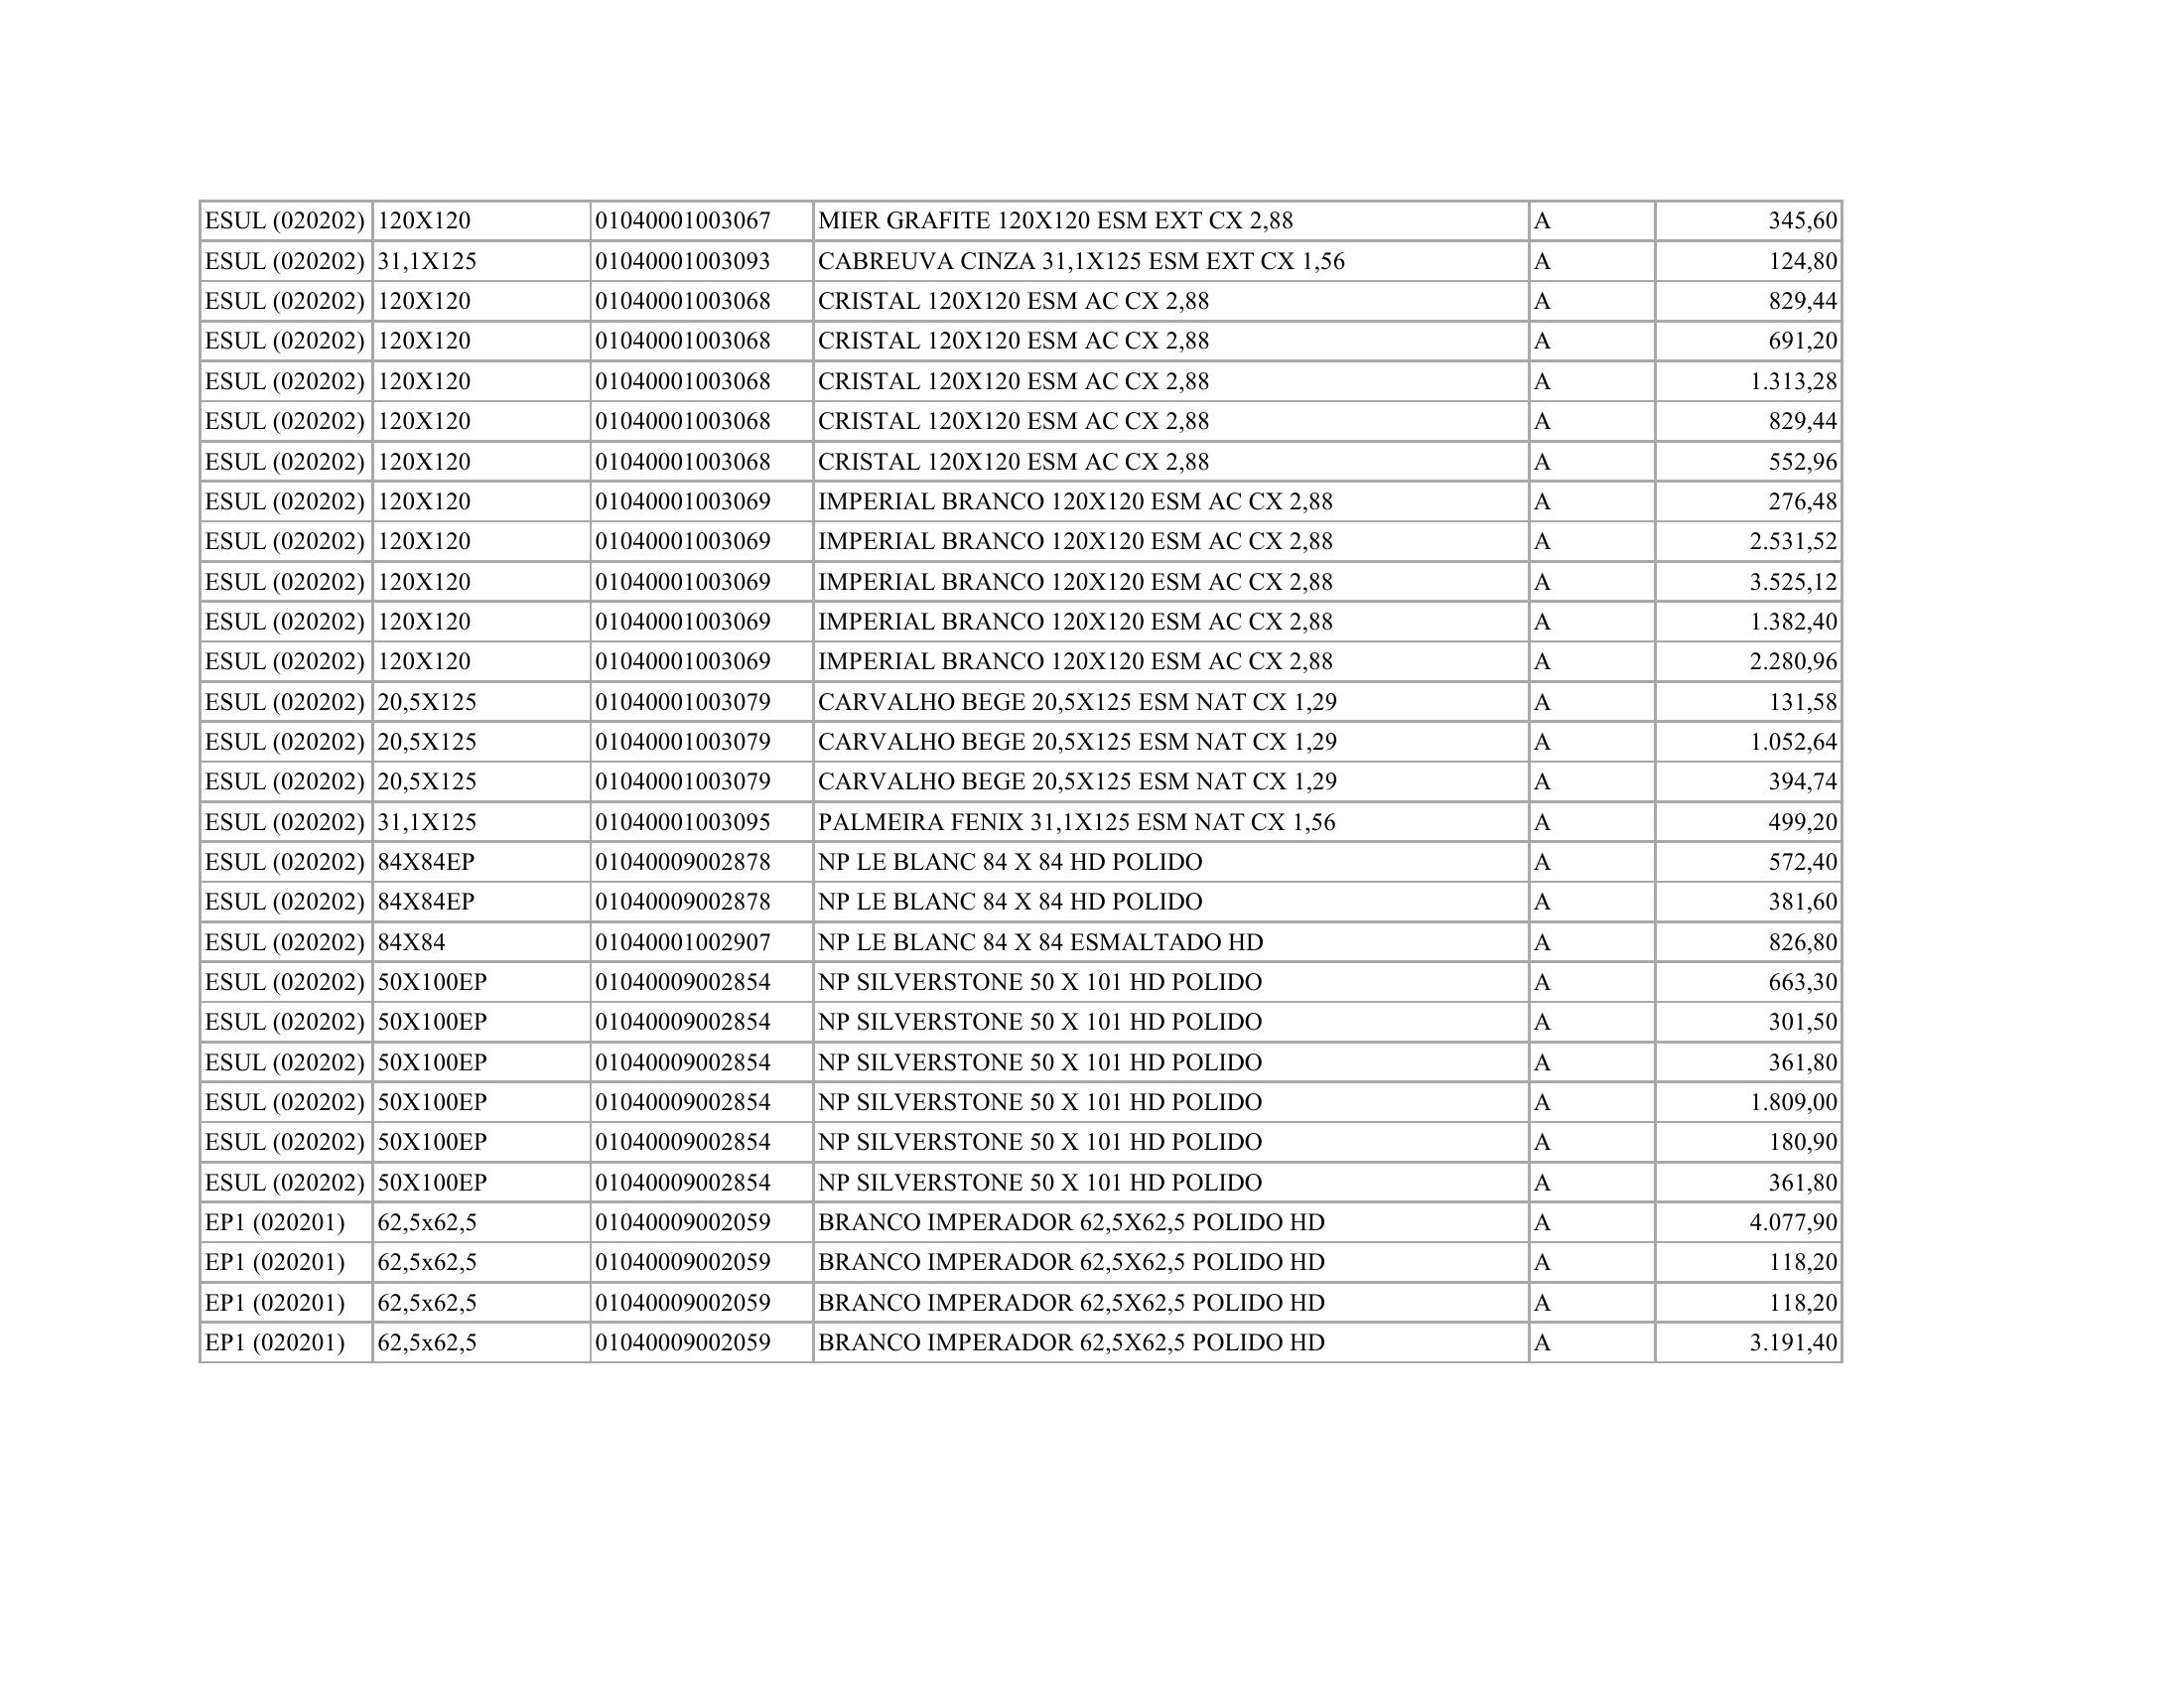 ESUL (020202) 120X120 01040001003067 MIER GRAFITE 120X120 ESM EXT CX 2,88 A 345,60
ESUL (020202) 31,1X125 01040001003093 CABREUVA CINZA 31,1X125 ESM EXT CX 1,56 A 124,80
ESUL (020202) 120X120 01040001003068 CRISTAL 120X120 ESM AC CX 2,88 A 829,44
ESUL (020202) 120X120 01040001003068 CRISTAL 120X120 ESM AC CX 2,88 A 691,20
ESUL (020202) 120X120 01040001003068 CRISTAL 120X120 ESM AC CX 2,88 A 1.313,28
ESUL (020202) 120X120 01040001003068 CRISTAL 120X120 ESM AC CX 2,88 A 829,44
ESUL (020202) 120X120 01040001003068 CRISTAL 120X120 ESM AC CX 2,88 A 552,96
ESUL (020202) 120X120 01040001003069 IMPERIAL BRANCO 120X120 ESM AC CX 2,88 A 276,48
ESUL (020202) 120X120 01040001003069 IMPERIAL BRANCO 120X120 ESM AC CX 2,88 A 2.531,52
ESUL (020202) 120X120 01040001003069 IMPERIAL BRANCO 120X120 ESM AC CX 2,88 A 3.525,12
ESUL (020202) 120X120 01040001003069 IMPERIAL BRANCO 120X120 ESM AC CX 2,88 A 1.382,40
ESUL (020202) 120X120 01040001003069 IMPERIAL BRANCO 120X120 ESM AC CX 2,88 A 2.280,96
ESUL (020202) 20,5X125 01040001003079 CARVALHO BEGE 20,5X125 ESM NAT CX 1,29 A 131,58
ESUL (020202) 20,5X125 01040001003079 CARVALHO BEGE 20,5X125 ESM NAT CX 1,29 A 1.052,64
ESUL (020202) 20,5X125 01040001003079 CARVALHO BEGE 20,5X125 ESM NAT CX 1,29 A 394,74
ESUL (020202) 31,1X125 01040001003095 PALMEIRA FENIX 31,1X125 ESM NAT CX 1,56 A 499,20
ESUL (020202) 84X84EP 01040009002878 NP LE BLANC 84 X 84 HD POLIDO A 572,40
ESUL (020202) 84X84EP 01040009002878 NP LE BLANC 84 X 84 HD POLIDO A 381,60
ESUL (020202) 84X84 01040001002907 NP LE BLANC 84 X 84 ESMALTADO HD A 826,80
ESUL (020202) 50X100EP 01040009002854 NP SILVERSTONE 50 X 101 HD POLIDO A 663,30
ESUL (020202) 50X100EP 01040009002854 NP SILVERSTONE 50 X 101 HD POLIDO A 301,50
ESUL (020202) 50X100EP 01040009002854 NP SILVERSTONE 50 X 101 HD POLIDO A 361,80
ESUL (020202) 50X100EP 01040009002854 NP SILVERSTONE 50 X 101 HD POLIDO A 1.809,00
ESUL (020202) 50X100EP 01040009002854 NP SILVERSTONE 50 X 101 HD POLIDO A 180,90
ESUL (020202) 50X100EP 01040009002854 NP SILVERSTONE 50 X 101 HD POLIDO A 361,80
EP1 (020201) 62,5x62,5 01040009002059 BRANCO IMPERADOR 62,5X62,5 POLIDO HD A 4.077,90
EP1 (020201) 62,5x62,5 01040009002059 BRANCO IMPERADOR 62,5X62,5 POLIDO HD A 118,20
EP1 (020201) 62,5x62,5 01040009002059 BRANCO IMPERADOR 62,5X62,5 POLIDO HD A 118,20
EP1 (020201) 62,5x62,5 01040009002059 BRANCO IMPERADOR 62,5X62,5 POLIDO HD A 3.191,40